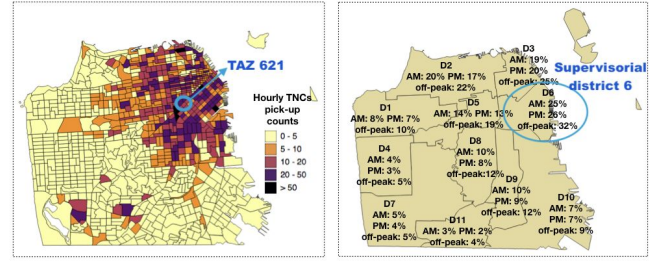 TAZ 621
Hourly TNCs
pick-up
counts
0 - 5
5 - 10
10 - 20
20 - 50
> 50
D3
AM: 19%
PM: 20%
off-peak: 25%
Supervisorial
district 6
D2
AM: 20% PM: 17%
off-peak: 22%
D6
AM: 25%
PM: 26%
off-peak: 32%
D1
AM: 8% PM: 7%
off-peak: 10%
D5
AM: 14% PM: 13%
off-peak: 19%
D4
AM: 4%
PM: 3%
off-peak: 5%
D8
AM: 10%
PM: 8%
off-peak:12%
D9
AM: 10%
PM: 9%
off-peak: 12%
D7
AM: 5%
PM: 4%
off-peak: 5%
D11
AM: 3% PM: 2%
off-peak: 4%
D10
AM: 7%
PM: 7%
off-peak: 9%